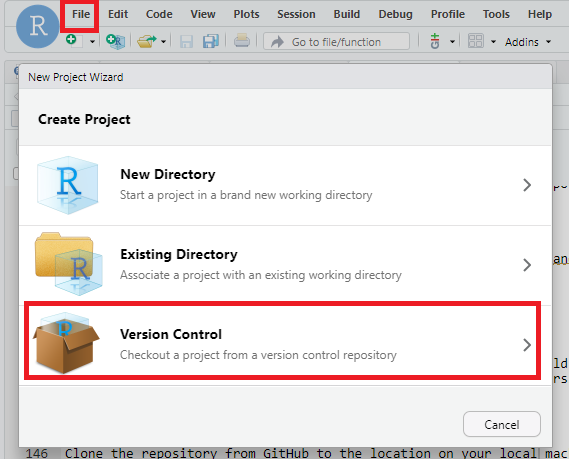 R File Edit Code View Plots Session Build Debug Profile Tools Help
Go to file/function Addins
New Project Wizard
Create Project
R New Directory
Start a project in a brand new working directory
R Existing Directory
Associate a project with an existing working directory
R Version Control
Checkout a project from a version control repository
Cancel
146 Clone the repository from GitHub to the location on your local mac